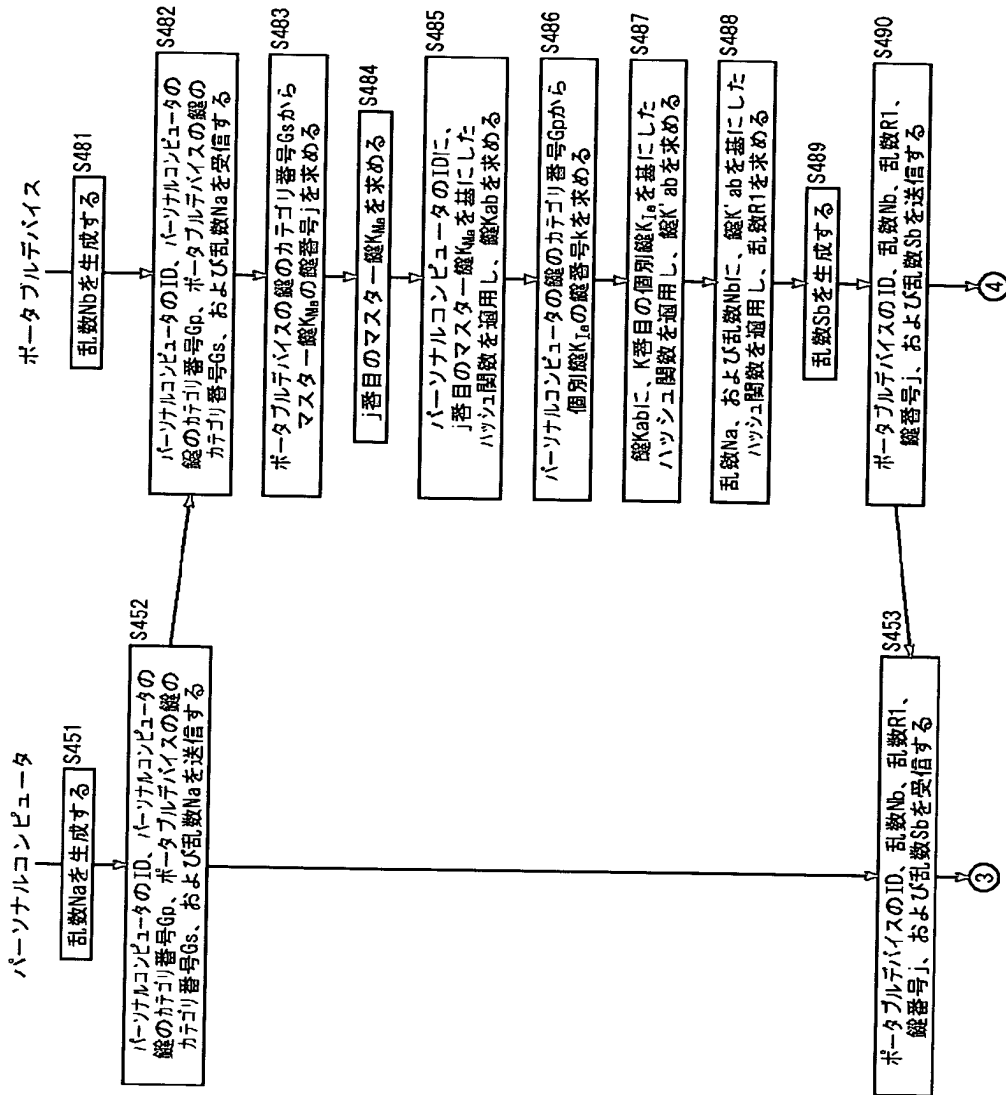 パーソナルコンピュータ
乱数Naを生成する
S451
パーソナルコンピュータのID、パーソナルコンピュータの
鍵のカテゴリ番号Gp、ポータブルデバイスの鍵の
カテゴリ番号Gs、および乱数Naを送信する
S452
ポータブルデバイスのID、乱数Nb、乱数R1、
鍵番号j、および乱数Sbを受信する
S453
③
ポータブルデバイス
乱数Nbを生成する
S481
パーソナルコンピュータのID、パーソナルコンピュータの
鍵のカテゴリ番号Gp、ポータブルデバイスの鍵の
カテゴリ番号Gs、および乱数Naを受信する
S482
ポータブルデバイスの鍵のカテゴリ番号Gsから
マスター鍵KMaの鍵番号jを求める
S483
j番目のマスター鍵KMaを求める
S484
パーソナルコンピュータのIDに、
j番目のマスター鍵KMaを基にした
ハッシュ関数を適用し、鍵Kabを求める
S485
パーソナルコンピュータの鍵のカテゴリ番号Gpから
個別鍵KIaの鍵番号kを求める
S486
鍵Kabに、K番目の個別鍵KIaを基にした
ハッシュ関数を適用し、鍵K'abを求める
S487
乱数Na、および乱数Nbに、鍵K'abを基にした
ハッシュ関数を適用し、乱数R1を求める
S488
乱数Sbを生成する
S489
ポータブルデバイスのID、乱数Nb、乱数R1、
鍵番号j、および乱数Sbを送信する
S490
④